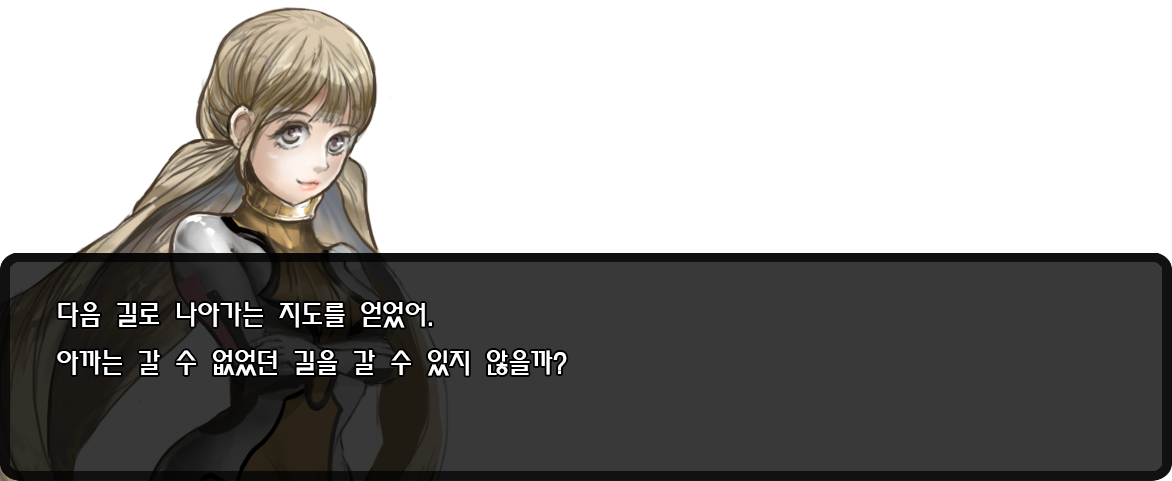 다음 길로 나아가는 지도를 얻었어.
아까는 갈 수 없었던 길을 갈 수 있지 않을까?